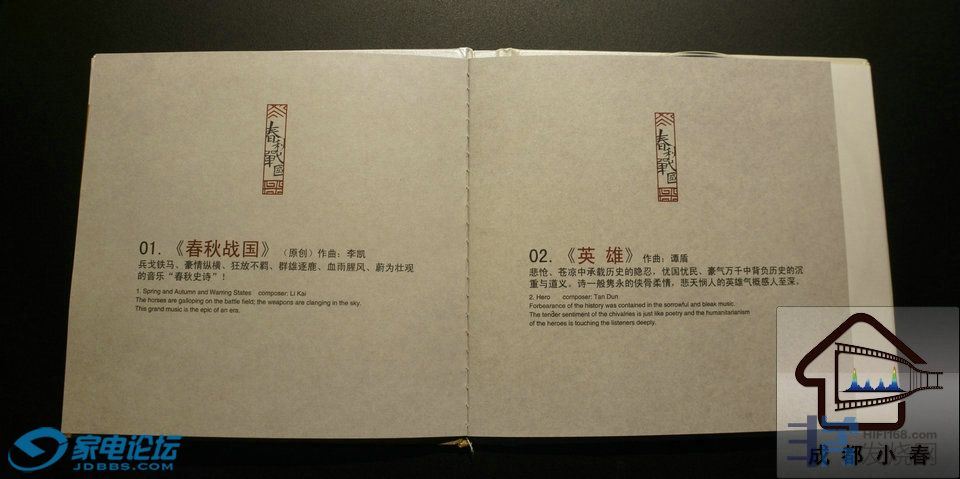 春秋戰國
01.《春秋战国》（原创）作曲：李凯
兵戈铁马、豪情纵横、狂放不羁、群雄逐鹿、血雨腥风、蔚为壮观
的音乐“春秋史诗”！
1. Spring and Autumn and Warring States composer: Li Kai
The horses are galloping on the battle field; the weapons are clanging in the sky.
This grand music is the epic of an era.
春秋戰國
02.《英 雄》 作曲：谭盾
悲怆、苍凉中承载历史的隐忍，忧国忧民、豪气万千中背负历史的沉
重与道义。诗一般隽永的侠骨柔情，悲天悯人的英雄气概感人至深。
2. Hero composer: Tan Dun
Forbearance of the history was contained in the sorrowful and bleak music.
The tender sentiment of the chivalries is just like poetry and the humanitarianism
of the heroes is touching the listeners deeply.
家电论坛
JDBBS.COM
HIFI168.com
发烧网
成都小春